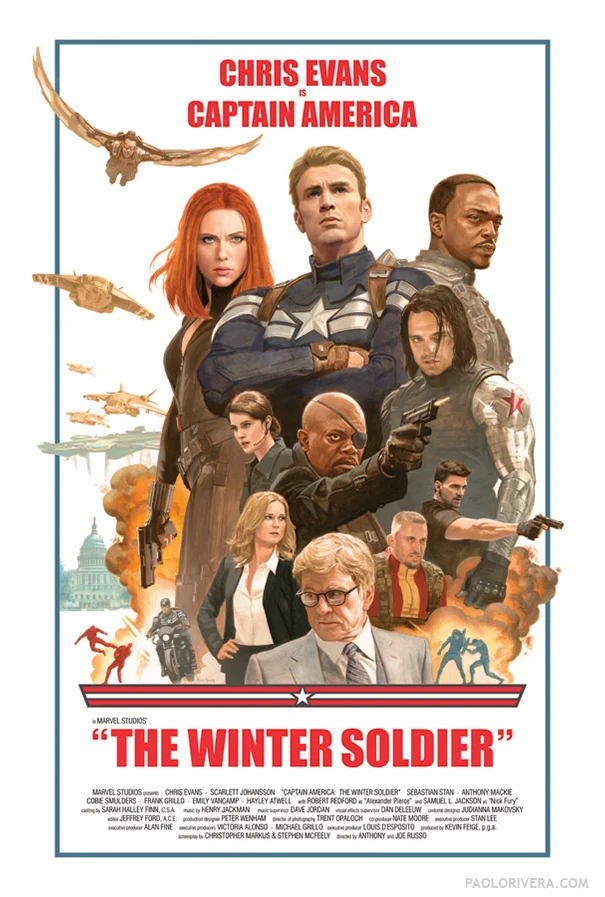 CHRIS EVANS
IS
CAPTAIN AMERICA
IN MARVEL STUDIOS'
“THE WINTER SOLDIER”
MARVEL STUDIOS presents CHRIS EVANS · SCARLETT JOHANSSON "CAPTAIN AMERICA: THE WINTER SOLDIER" SEBASTIAN STAN · ANTHONY MACKIE
COBIE SMULDERS · FRANK GRILLO · EMILY VANCAMP · HAYLEY ATWELL with ROBERT REDFORD as "Alexander Pierce" and SAMUEL L. JACKSON as "Nick Fury"
casting by SARAH HALLEY FINN, C.S.A. music by HENRY JACKMAN music supervisor DAVE JORDAN visual effects supervisor DAN DELEEUW costume designer JUDIANNA MAKOVSKY
editor JEFFREY FORD, A.C.E. production designer PETER WENHAM director of photography TRENT OPALOCH co-producer NATE MOORE executive producer STAN LEE
executive producer ALAN FINE executive producers VICTORIA ALONSO · MICHAEL GRILLO executive producer LOUIS D'ESPOSITO produced by KEVIN FEIGE, p.g.a.
screenplay by CHRISTOPHER MARKUS & STEPHEN MCFEELY directed by ANTHONY and JOE RUSSO
PAOLORIVERA.COM